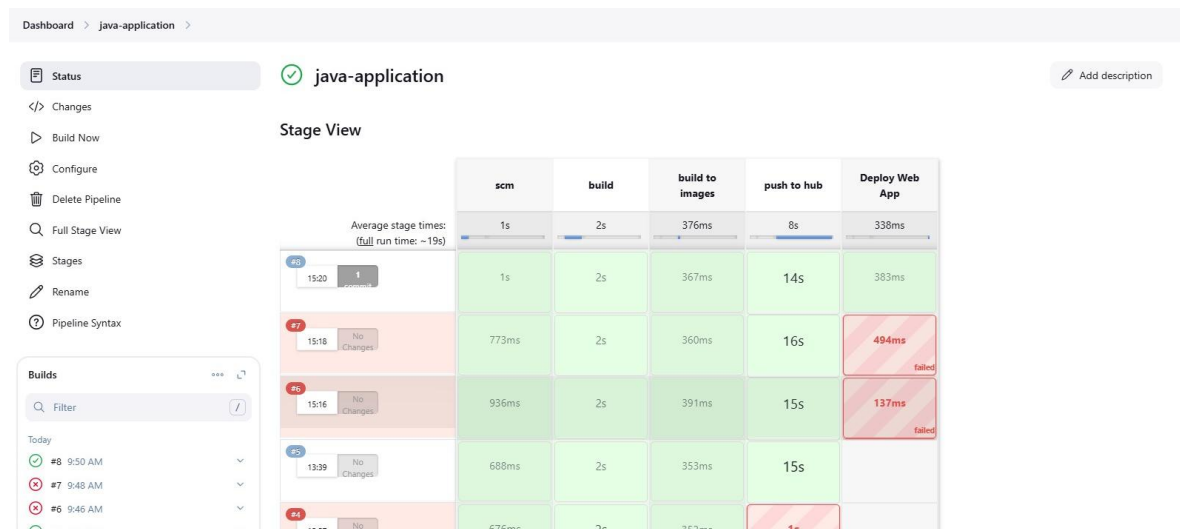 Dashboard > java-application >
Status
Changes
Build Now
Configure
Delete Pipeline
Full Stage View
Stages
Rename
Pipeline Syntax
Builds
Filter /
Today
#8 9:50 AM
#7 9:48 AM
#6 9:46 AM
java-application
Add description
Stage View
scm build build to images push to hub Deploy Web App
Average stage times: 1s 2s 376ms 8s 338ms
(full run time: ~19s)
#8
15:20 1 commit 1s 2s 367ms 14s 383ms
#7
15:18 No Changes 773ms 2s 360ms 16s 494ms
failed
#6
15:16 No Changes 936ms 2s 391ms 15s 137ms
failed
#5
13:39 No Changes 688ms 2s 353ms 15s
#4
No